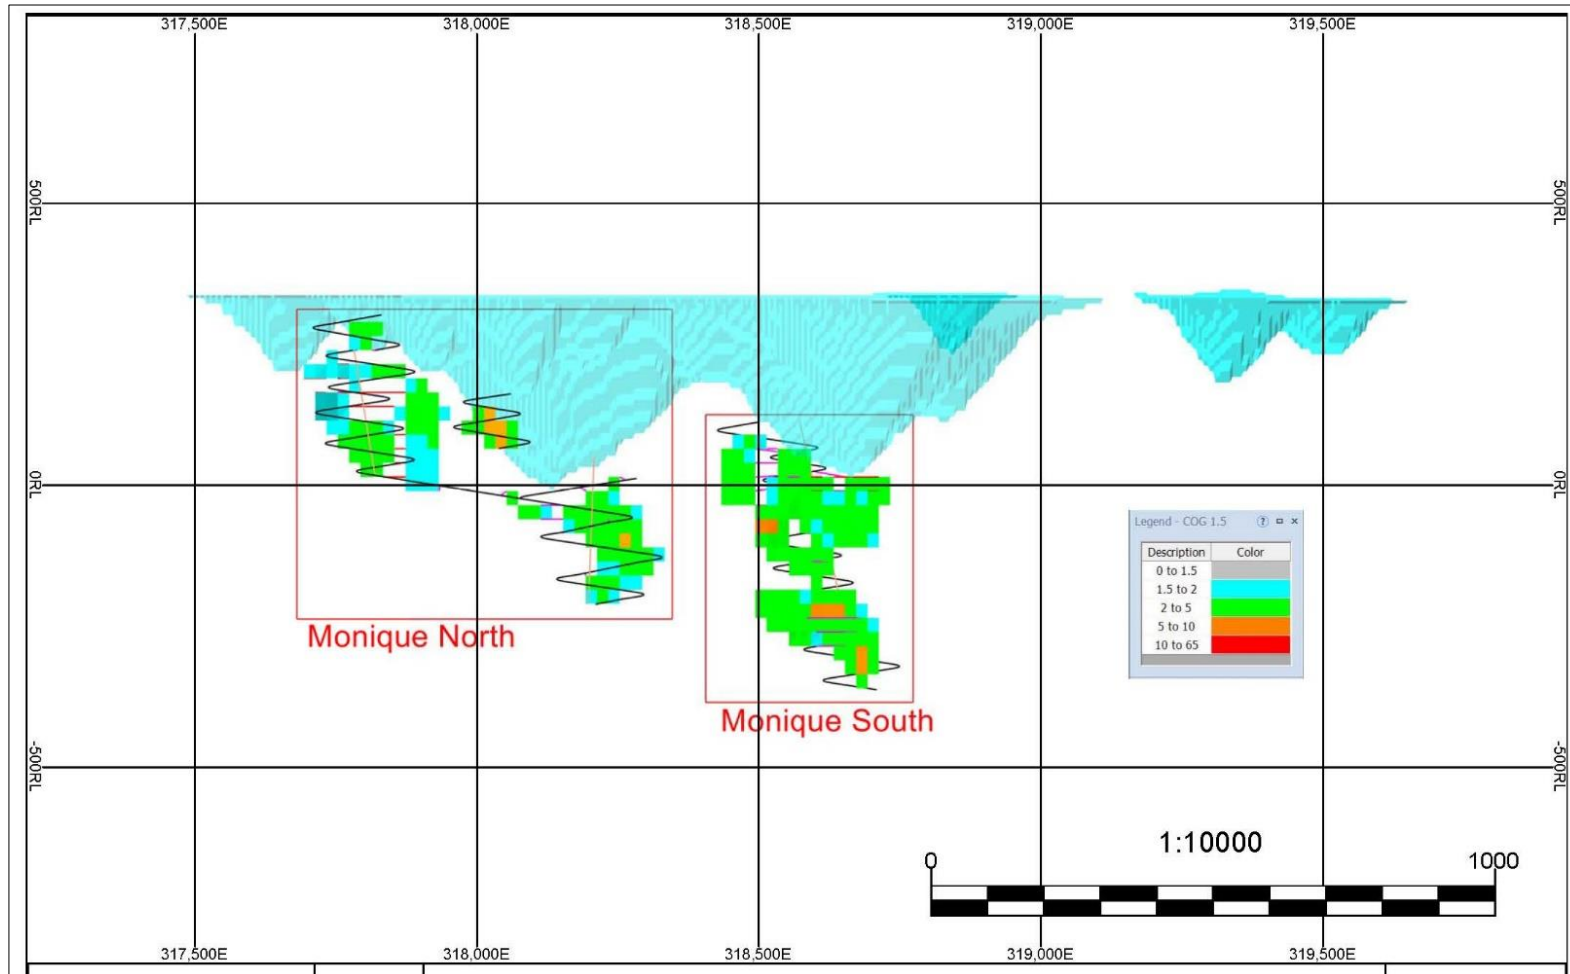 317,500E 318,000E 318,500E 319,000E 319,500E
500RL 500RL
0RL 0RL
Legend - COG 1.5
Description Color
0 to 1.5
1.5 to 2
2 to 5
5 to 10
10 to 65
Monique North
Monique South
-500RL -500RL
1:10000
0 1000
317,500E 318,000E 318,500E 319,000E 319,500E